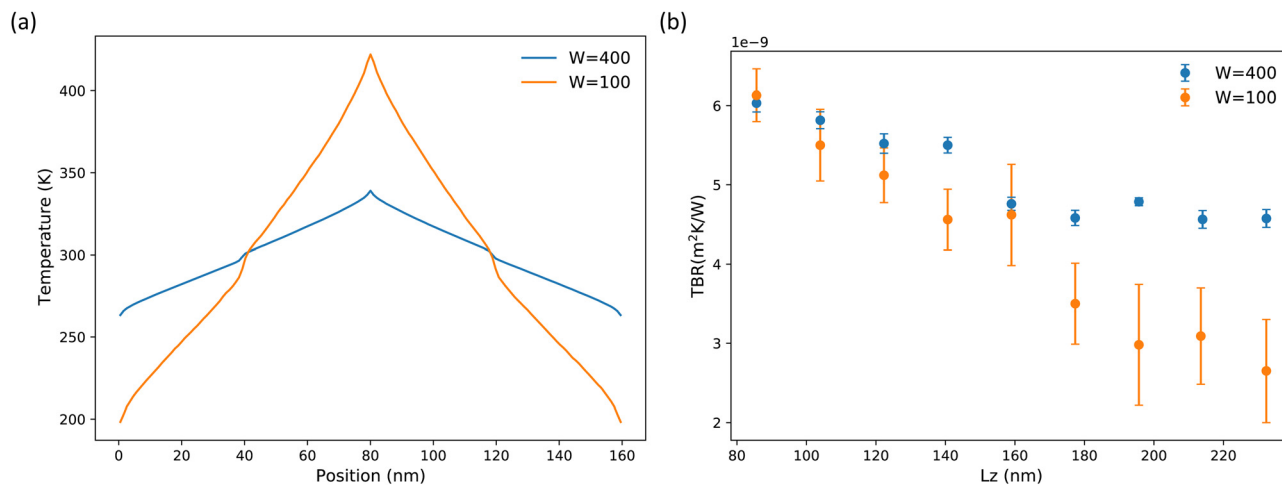 (a)
W=400
W=100
400
350
300
250
200
Temperature (K)
0 20 40 60 80 100 120 140 160
Position (nm)
(b)
1e−9
W=400
W=100
6
5
4
3
2
TBR(m²K/W)
80 100 120 140 160 180 200 220
Lz (nm)